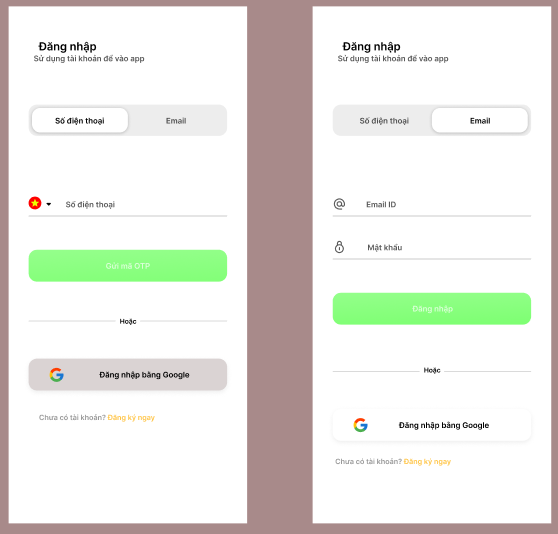 Đăng nhập
Sử dụng tài khoản để vào app
Số điện thoại
Email
Số điện thoại
Gửi mã OTP
Hoặc
Đăng nhập bằng Google
Chưa có tài khoản? Đăng ký ngay
Đăng nhập
Sử dụng tài khoản để vào app
Số điện thoại
Email
Email ID
Mật khẩu
Đăng nhập
Hoặc
Đăng nhập bằng Google
Chưa có tài khoản? Đăng ký ngay